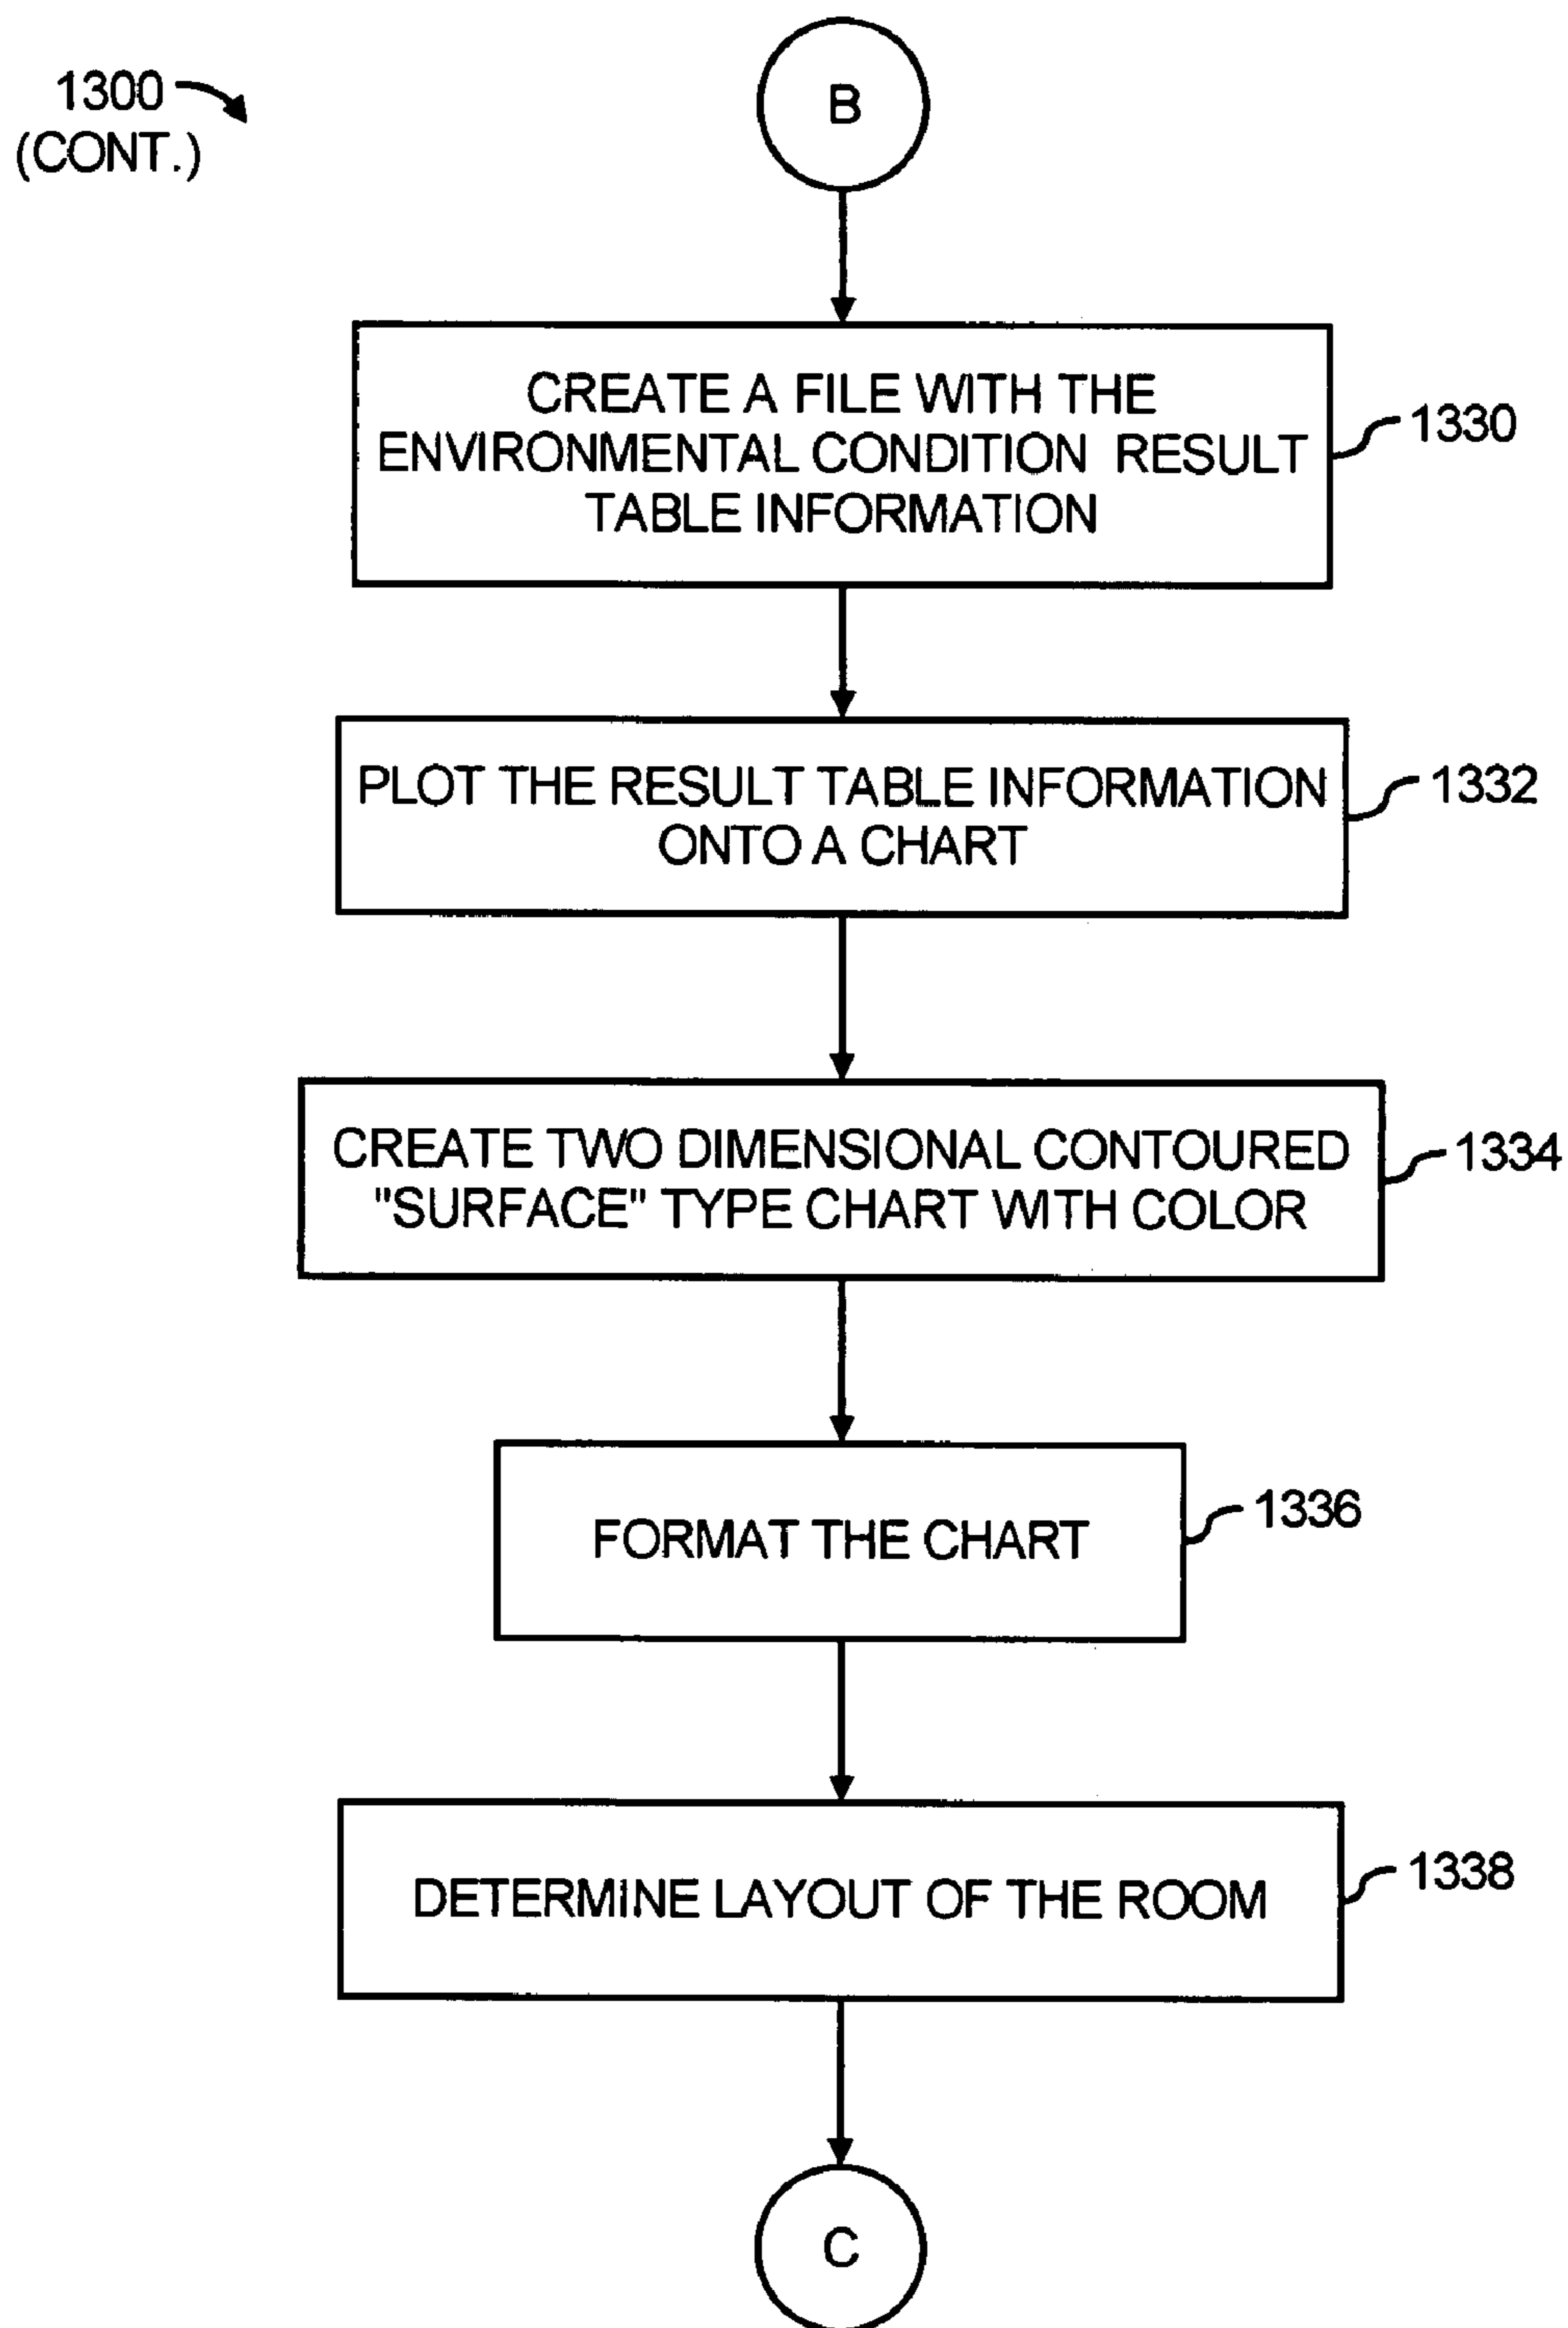 1300
(CONT.)
B
CREATE A FILE WITH THE
ENVIRONMENTAL CONDITION RESULT
TABLE INFORMATION
1330
PLOT THE RESULT TABLE INFORMATION
ONTO A CHART
1332
CREATE TWO DIMENSIONAL CONTOURED
"SURFACE" TYPE CHART WITH COLOR
1334
FORMAT THE CHART
1336
DETERMINE LAYOUT OF THE ROOM
1338
C